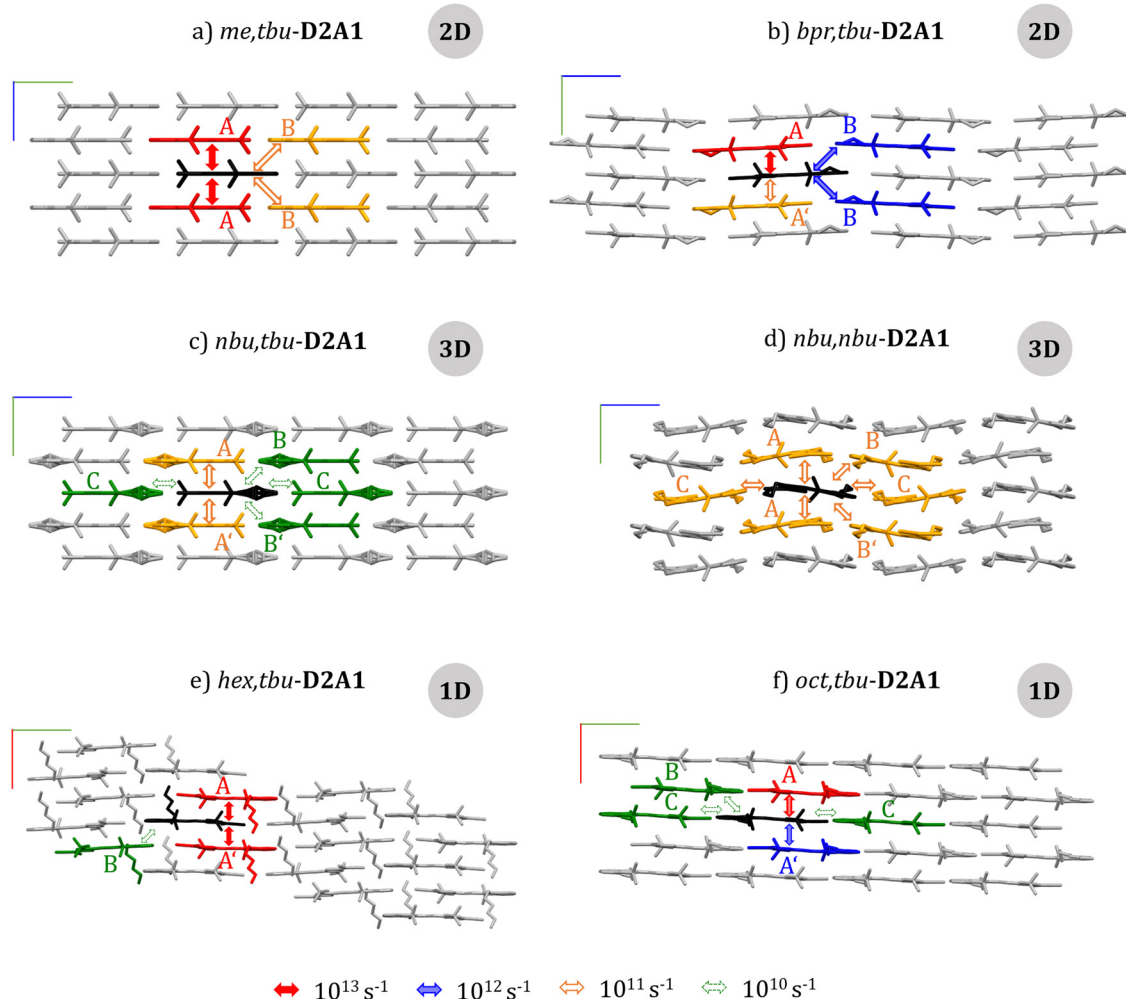 a) me,tbu-D2A1 2D
b) bpr,tbu-D2A1 2D
A
B
A
B
A
B
A‘
B
c) nbu,tbu-D2A1 3D
d) nbu,nbu-D2A1 3D
A
B
C
C
A‘
B‘
A
B
C
C
A
B‘
e) hex,tbu-D2A1 1D
f) oct,tbu-D2A1 1D
A
A‘
B
B
A
C
C
A‘
10¹³ s⁻¹ 10¹² s⁻¹ 10¹¹ s⁻¹ 10¹⁰ s⁻¹